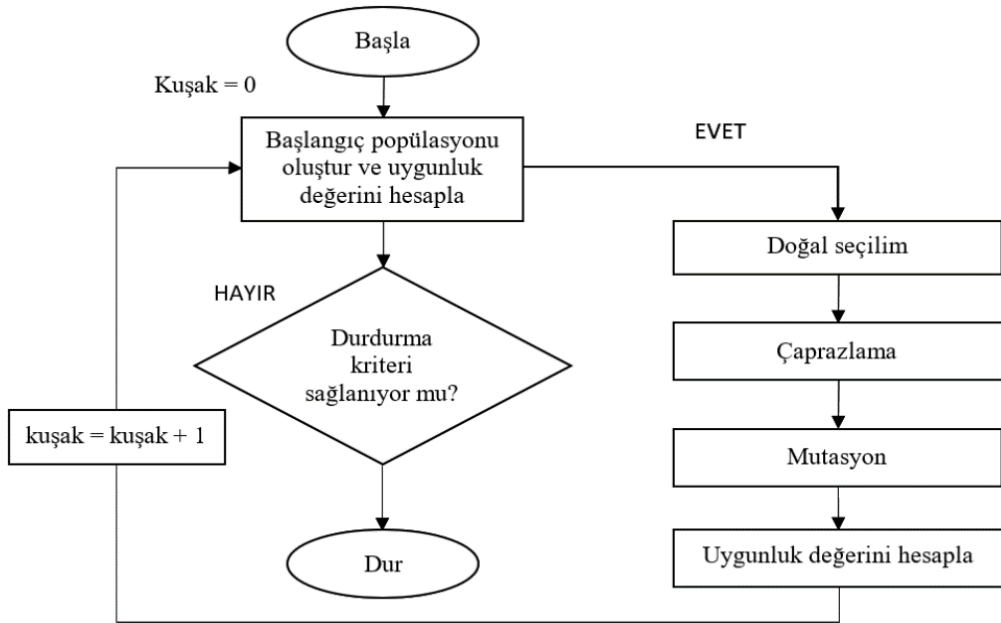 Başla
Kuşak = 0
Başlangıç popülasyonu
oluştur ve uygunluk
değerini hesapla
EVET
Doğal seçilim
HAYIR
Durdurma
kriteri
sağlanıyor mu?
Çaprazlama
kuşak = kuşak + 1
Mutasyon
Dur
Uygunluk değerini hesapla